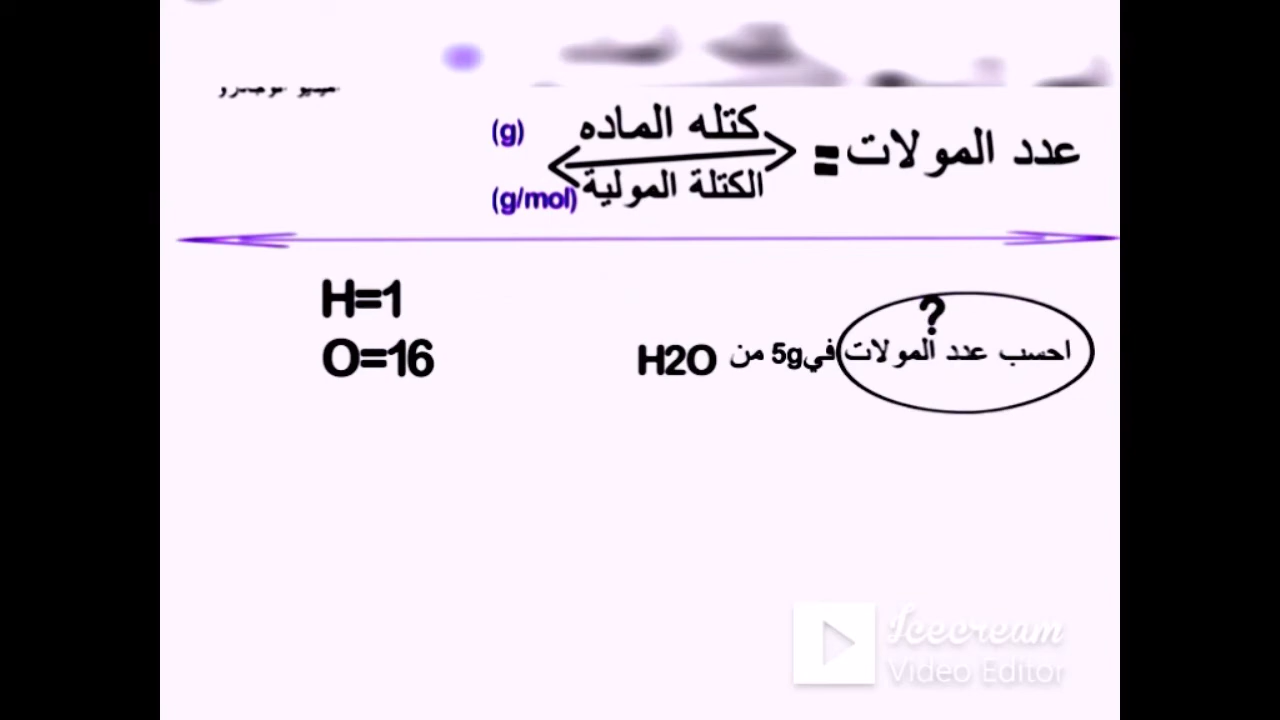 عدد المولات = كتله الماده (g)
الكتلة المولية (g/mol)
H=1
O=16
?
احسب عدد المولات في 5g من H2O
Icecream
Video Editor